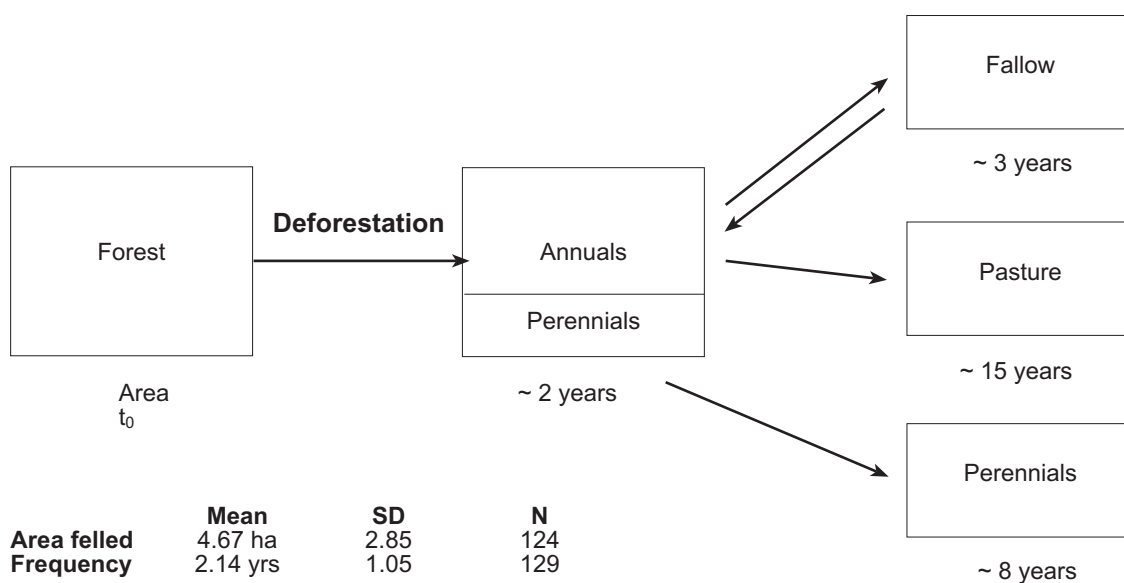 Fallow
~ 3 years
Deforestation
Forest
Annuals
Perennials
Pasture
~ 15 years
Area
t₀
~ 2 years
Perennials
~ 8 years
Mean SD N
Area felled 4.67 ha 2.85 124
Frequency 2.14 yrs 1.05 129